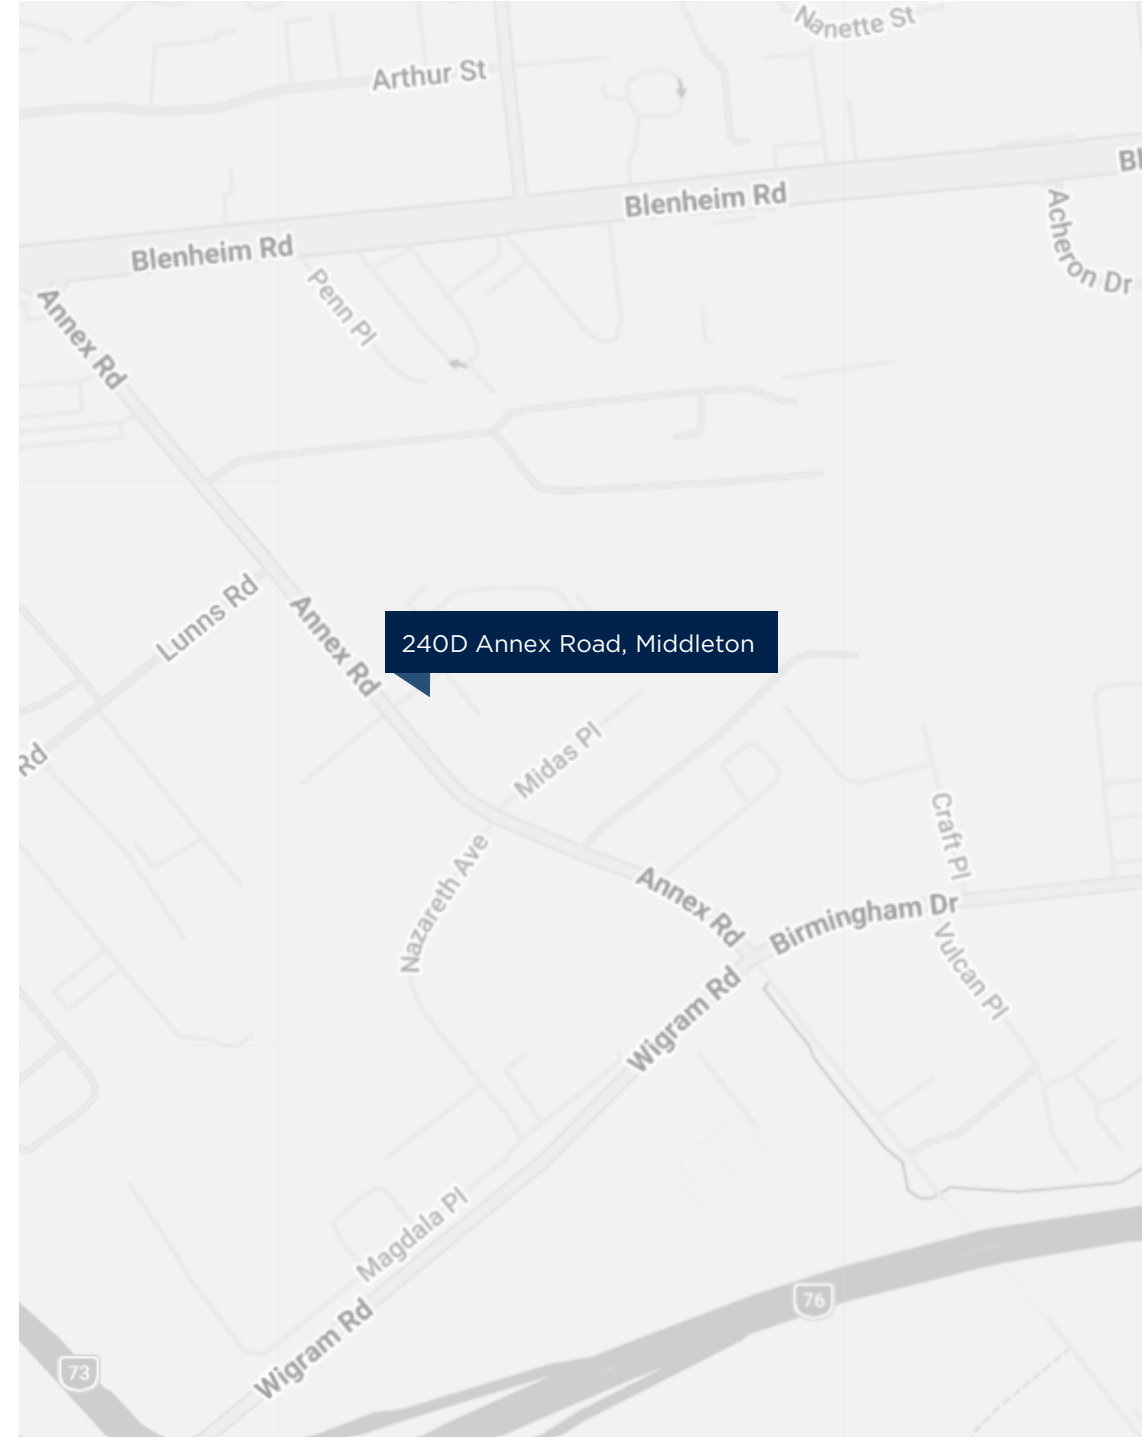 Nanette St
Arthur St
Bl
Blenheim Rd
Blenheim Rd
Acheron Dr
Penn Pl
Annex Rd
Lunns Rd
Annex Rd
240D Annex Road, Middleton
Midas Pl
Rd
Craft Pl
Nazareth Ave
Annex Rd
Birmingham Dr
Vulcan Pl
Wigram Rd
Magdala Pl
76
Wigram Rd
73